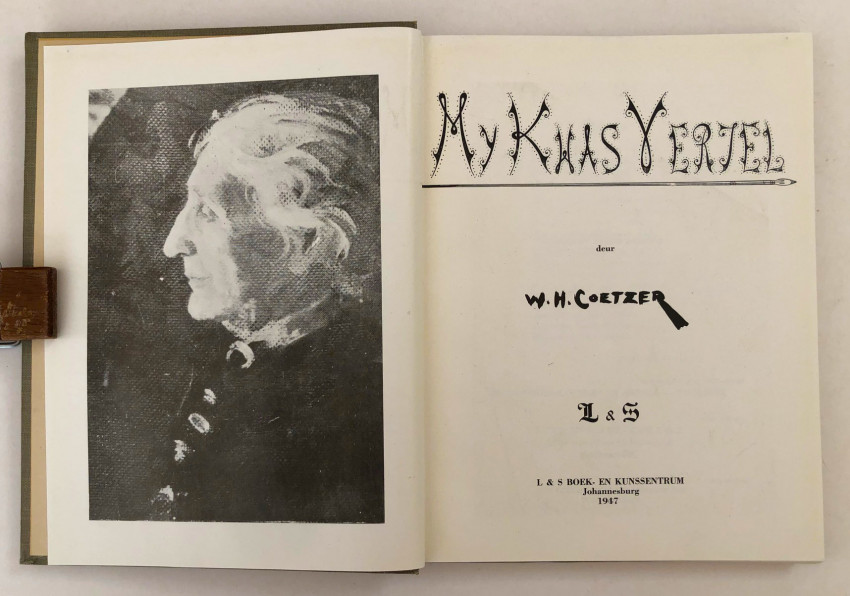 My Kwas Vertel
deur
W.H. COETZER
L & S
L & S BOEK- EN KUNSSENTRUM
Johannesburg
1947